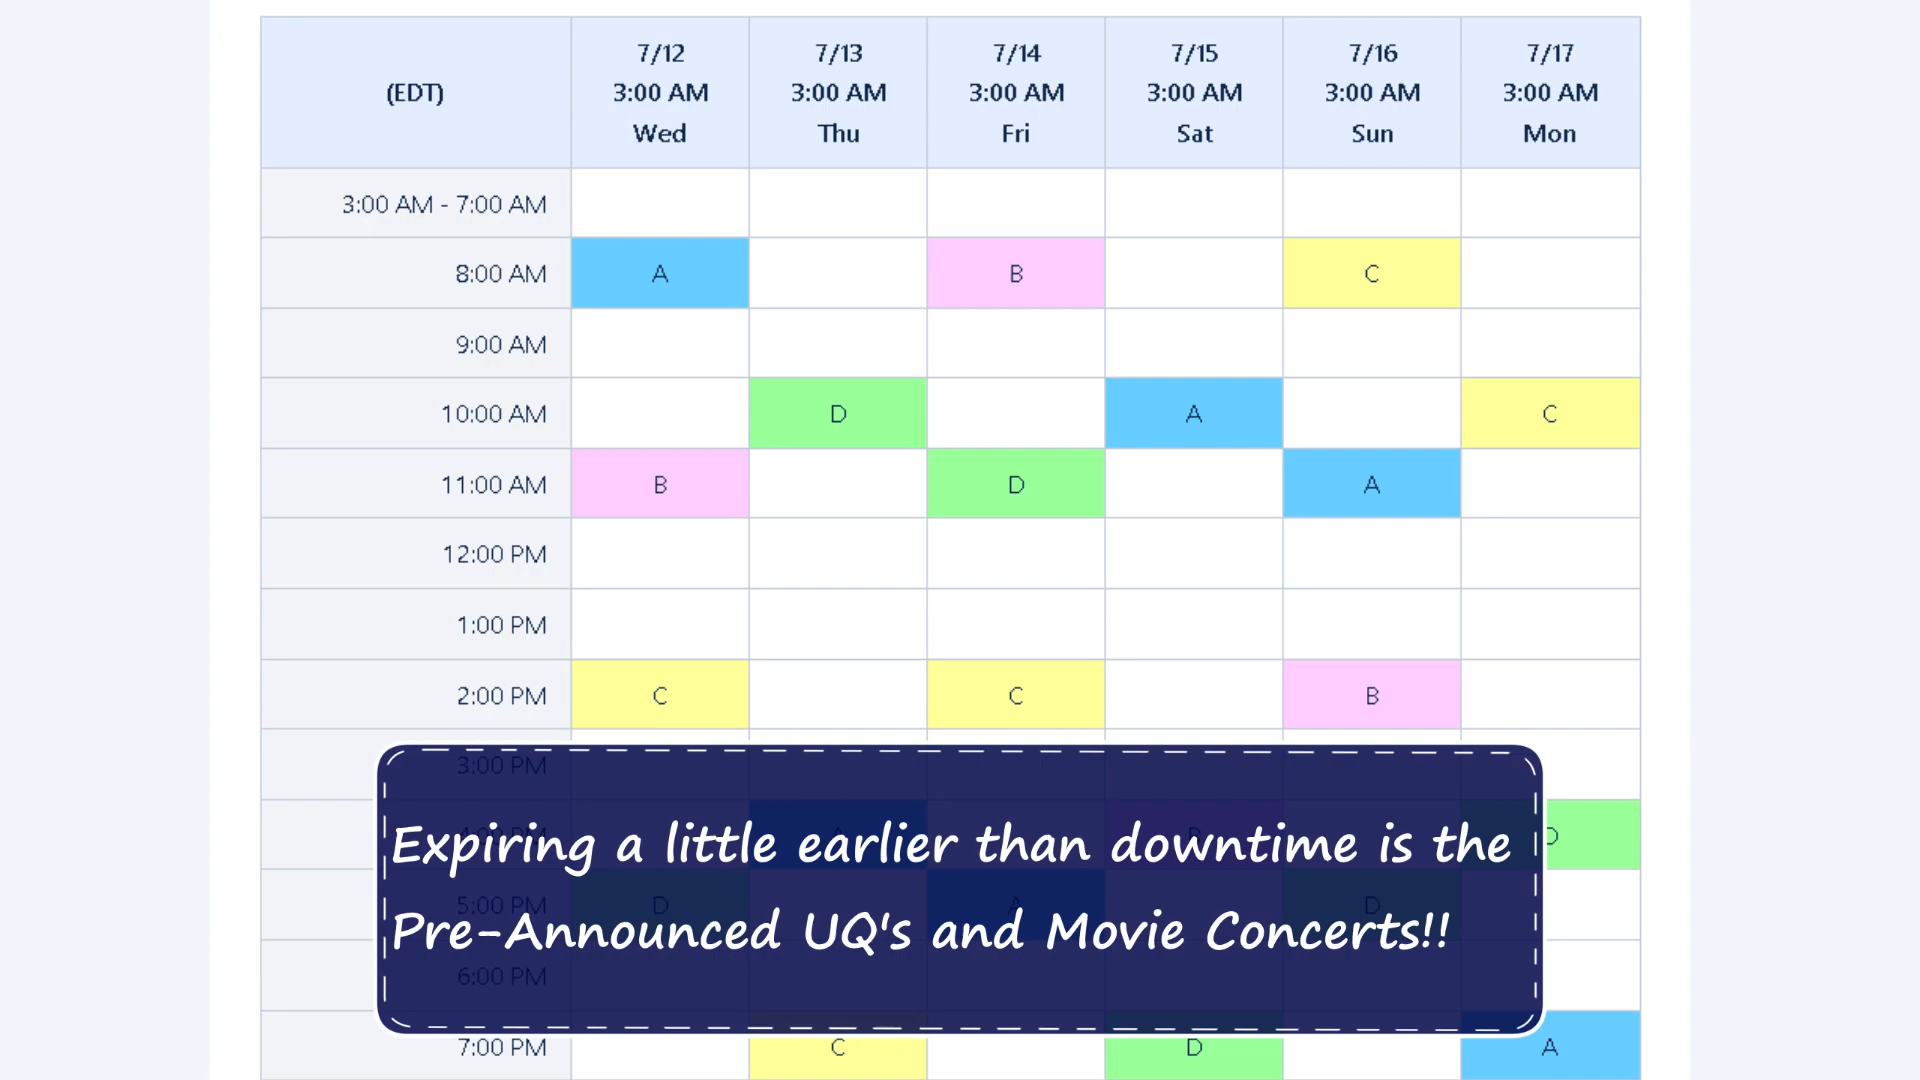 7/12 7/13 7/14 7/15 7/16 7/17
(EDT) 3:00 AM 3:00 AM 3:00 AM 3:00 AM 3:00 AM 3:00 AM
Wed Thu Fri Sat Sun Mon
3:00 AM - 7:00 AM
8:00 AM A B C
9:00 AM
10:00 AM D A C
11:00 AM B D A
12:00 PM
1:00 PM
2:00 PM C C B
3:00 PM
D
Expiring a little earlier than downtime is the
5:00 PM D A D
Pre-Announced UQ's and Movie Concerts!!
6:00 PM
7:00 PM C D A